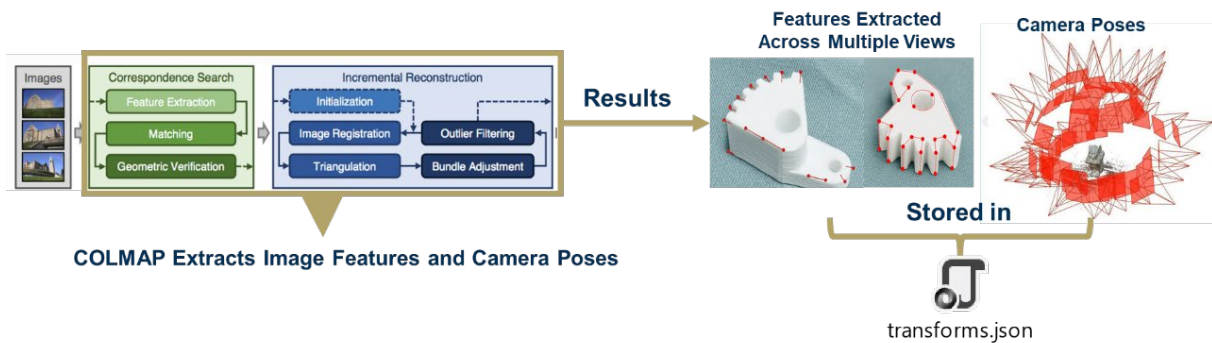 Images
Correspondence Search
Feature Extraction
Matching
Geometric Verification
Incremental Reconstruction
Initialization
Image Registration
Outlier Filtering
Triangulation
Bundle Adjustment
COLMAP Extracts Image Features and Camera Poses
Results
Features Extracted
Across Multiple Views
Camera Poses
Stored in
transforms.json